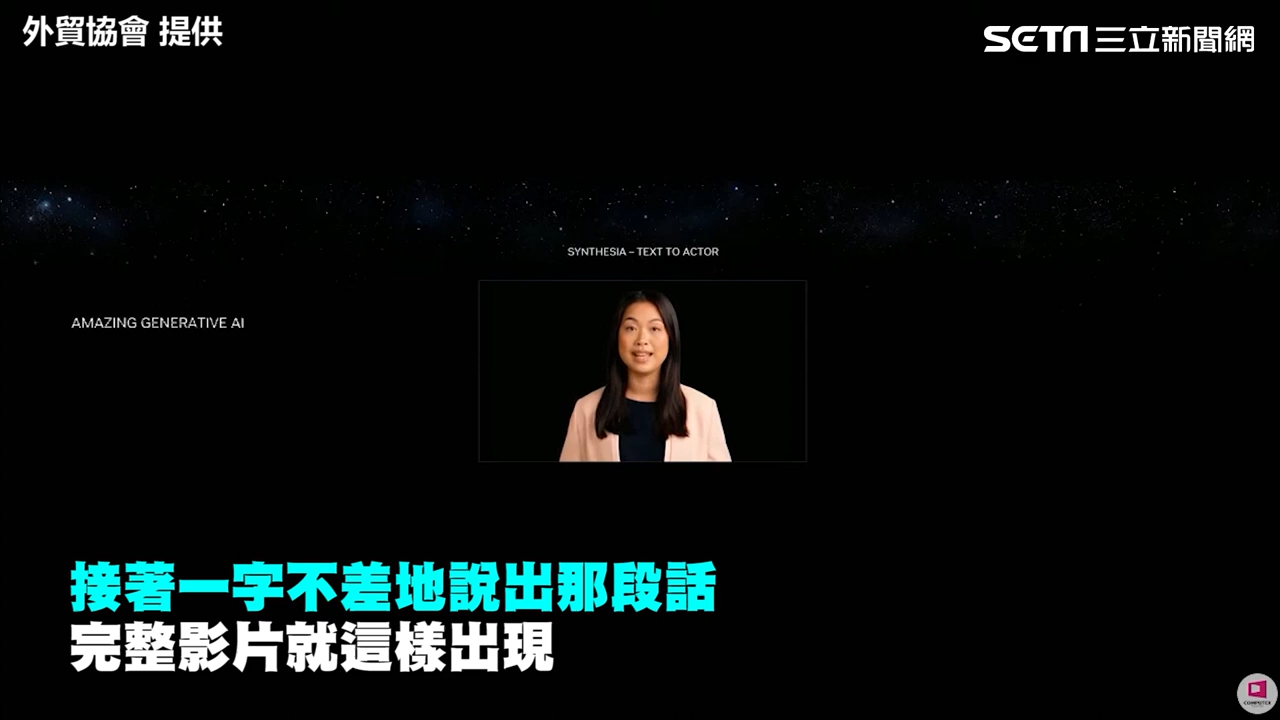 外貿協會 提供
SETN三立新聞網
SYNTHESIA – TEXT TO ACTOR
AMAZING GENERATIVE AI
接著一字不差地說出那段話
完整影片就這樣出現
COMPUTEX